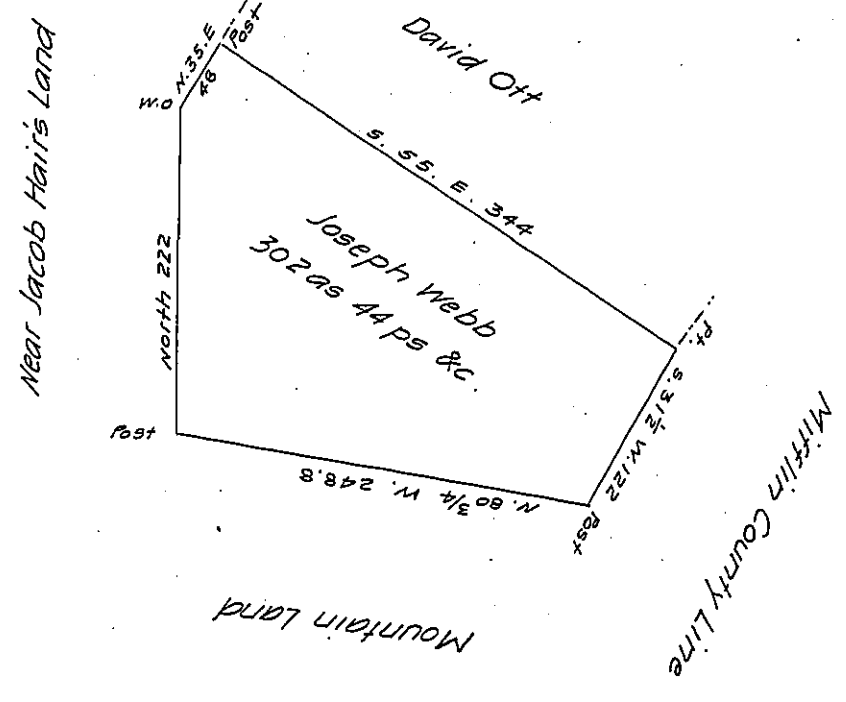 Near Jacob Hair's Land
W.O
N.35.E
48
Post
David Ott
S. 55. E. 344
Joseph Webb
302as 44ps &c.
North 222
Pt.
S. 31½ W. 122
Mifflin County Line
Post
N. 80 3/4 W. 248.8
Post
Mountain Land